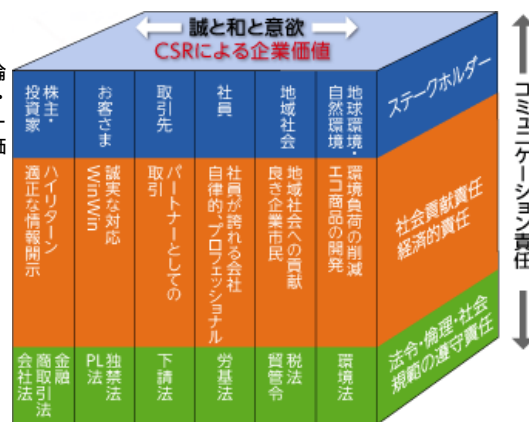 誠と和と意欲
CSRによる企業価値
株主・
投資家
お客さま
取引先
社員
地域社会
地球環境・
自然環境
ステークホルダー
ハイリターン
適正な情報開示
誠実な対応
WinWin
パートナーとしての
取引
社員が誇れる会社
自律的、プロフェッショナル
地域社会への貢献
良き企業市民
環境負荷の削減
エコ商品の開発
社会貢献責任
経済的責任
金融
商取引法
会社法
独禁法
PL法
下請法
労基法
税法
貿管令
環境法
法令・倫理・社会
規範の遵守責任
コミュニケーション責任